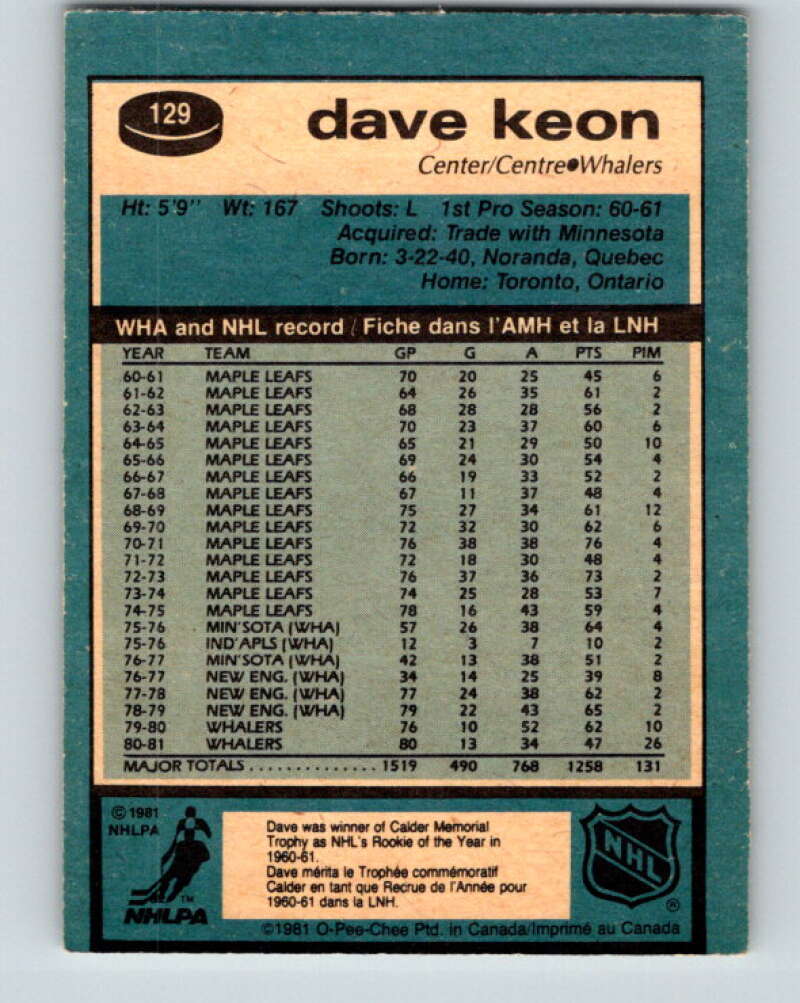 129
dave keon
Center/Centre●Whalers
Ht: 5'9" Wt: 167 Shoots: L 1st Pro Season: 60-61
Acquired: Trade with Minnesota
Born: 3-22-40, Noranda, Quebec
Home: Toronto, Ontario
WHA and NHL record / Fiche dans l'AMH et la LNH
YEAR TEAM GP G A PTS PIM
60-61 MAPLE LEAFS 70 20 25 45 6
61-62 MAPLE LEAFS 64 26 35 61 2
62-63 MAPLE LEAFS 68 28 28 56 2
63-64 MAPLE LEAFS 70 23 37 60 6
64-65 MAPLE LEAFS 65 21 29 50 10
65-66 MAPLE LEAFS 69 24 30 54 4
66-67 MAPLE LEAFS 66 19 33 52 2
67-68 MAPLE LEAFS 67 11 37 48 4
68-69 MAPLE LEAFS 75 27 34 61 12
69-70 MAPLE LEAFS 72 32 30 62 6
70-71 MAPLE LEAFS 76 38 38 76 4
71-72 MAPLE LEAFS 72 18 30 48 4
72-73 MAPLE LEAFS 76 37 36 73 2
73-74 MAPLE LEAFS 74 25 28 53 7
74-75 MAPLE LEAFS 78 16 43 59 4
75-76 MIN'SOTA (WHA) 57 26 38 64 4
75-76 IND'APLS (WHA) 12 3 7 10 2
76-77 MIN'SOTA (WHA) 42 13 38 51 2
76-77 NEW ENG. (WHA) 34 14 25 39 8
77-78 NEW ENG. (WHA) 77 24 38 62 2
78-79 NEW ENG. (WHA) 79 22 43 65 2
79-80 WHALERS 76 10 52 62 10
80-81 WHALERS 80 13 34 47 26
MAJOR TOTALS.............. 1519 490 768 1258 131
© 1981
NHLPA
TM
NHLPA
Dave was winner of Calder Memorial
Trophy as NHL's Rookie of the Year in
1960-61.
Dave mérita le Trophée commémoratif
Calder en tant que Recrue de l'Année pour
1960-61 dans la LNH.
NHL
®
©1981 O-Pee-Chee Ptd. in Canada/Imprimé au Canada